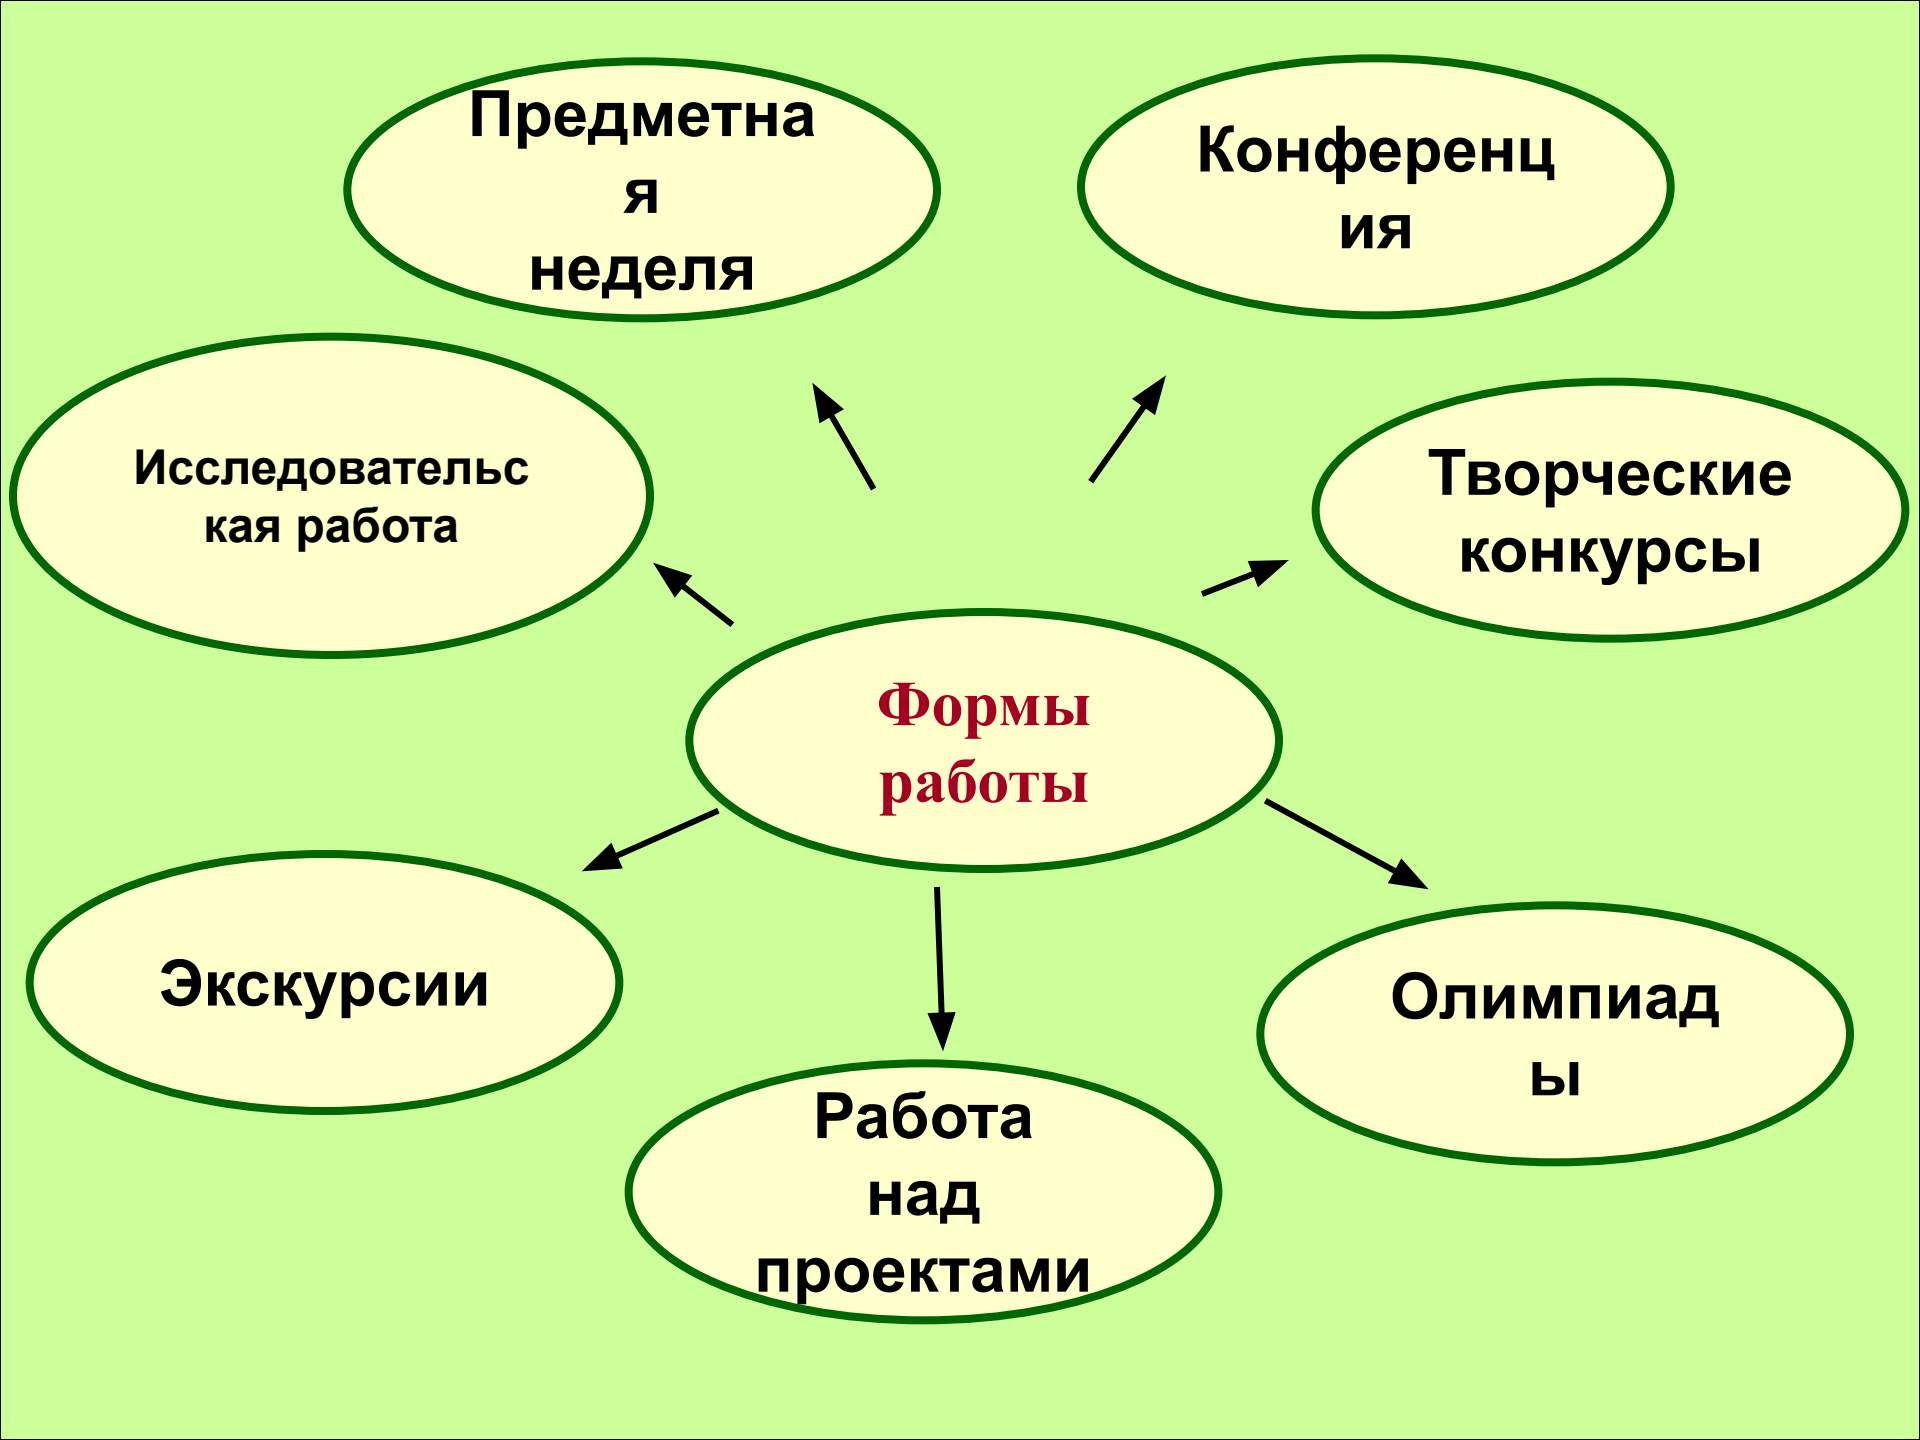 Предметна
я
неделя
Конференц
ия
Исследовательс
кая работа
Творческие
конкурсы
Формы
работы
Экскурсии
Олимпиад
ы
Работа
над
проектами